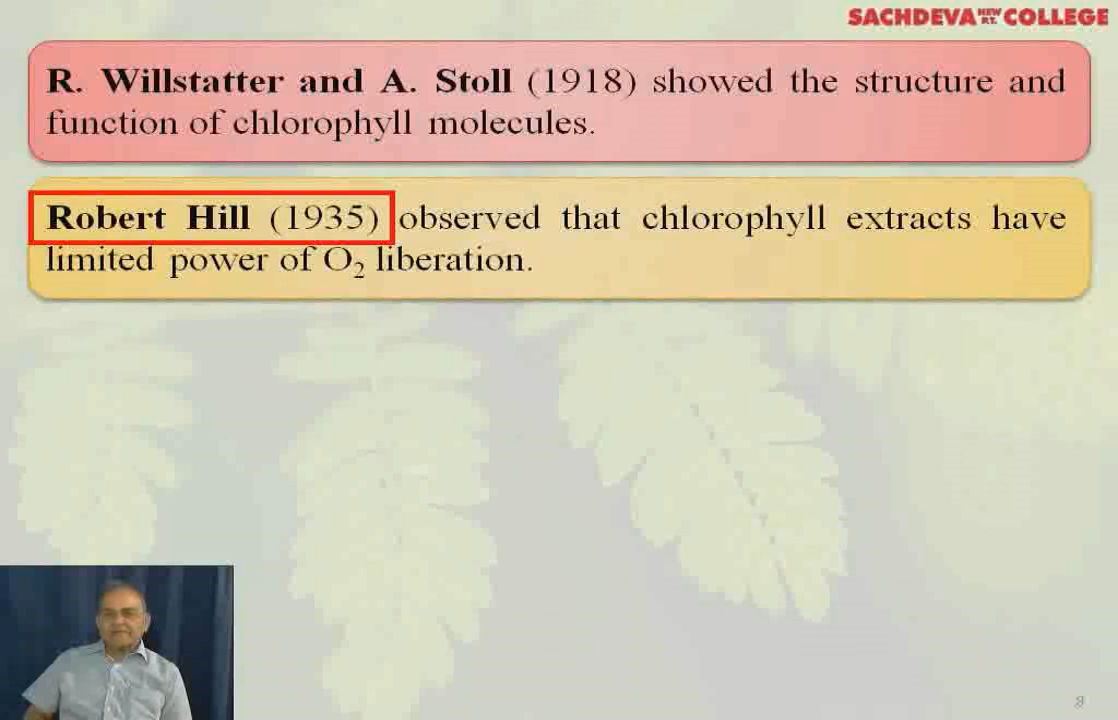 SACHDEVA NEW P.T. COLLEGE
R. Willstatter and A. Stoll (1918) showed the structure and
function of chlorophyll molecules.
Robert Hill (1935) observed that chlorophyll extracts have
limited power of O₂ liberation.